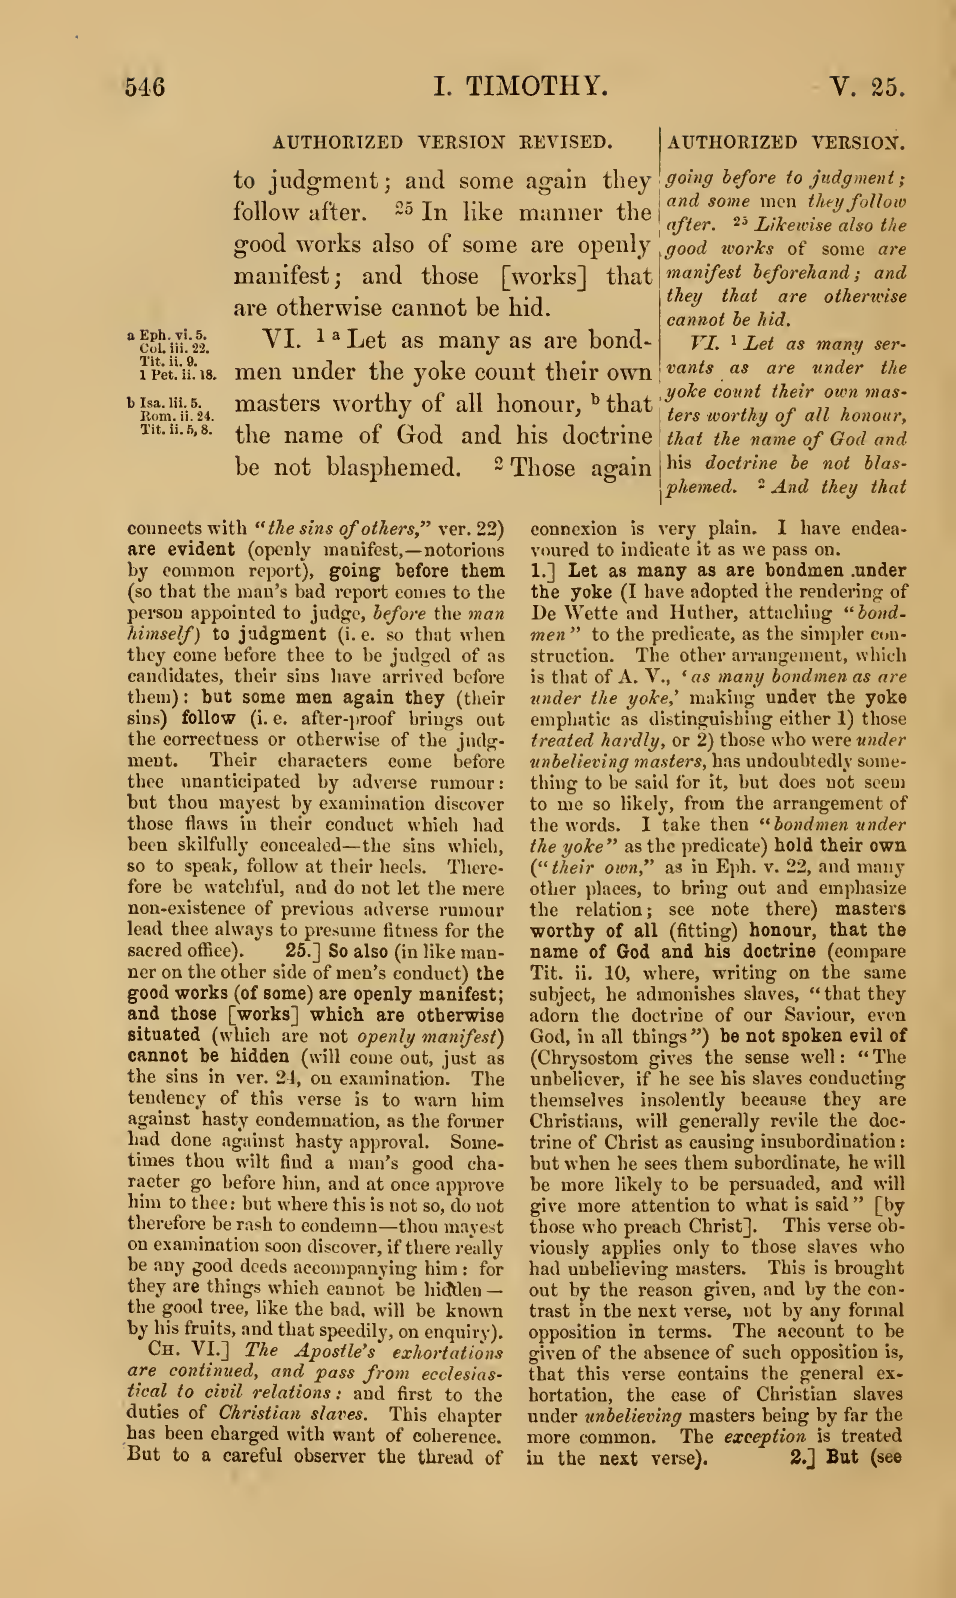 546
I. TIMOTHY.
V. 25.
AUTHORIZED VERSION REVISED.
to judgment; and some again they
follow after. 25 In like manner the
good works also of some are openly
manifest; and those [works] that
are otherwise cannot be hid.
VI. 1 a Let as many as are bond-
men under the yoke count their own
masters worthy of all honour, b that
the name of God and his doctrine
be not blasphemed. 2 Those again
a Eph. vi. 5.
Col. iii. 22.
Tit. ii. 9.
1 Pet. ii. 18.
b Isa. lii. 5.
Rom. ii. 24.
Tit. ii. 5, 8.
AUTHORIZED VERSION.
going before to judgment;
and some men they follow
after. 25 Likewise also the
good works of some are
manifest beforehand; and
they that are otherwise
cannot be hid.
VI. 1 Let as many ser-
vants as are under the
yoke count their own mas-
ters worthy of all honour,
that the name of God and
his doctrine be not blas-
phemed. 2 And they that
connects with "the sins of others," ver. 22)
are evident (openly manifest,—notorious
by common report), going before them
(so that the man's bad report comes to the
person appointed to judge, before the man
himself) to judgment (i. e. so that when
they come before thee to be judged of as
candidates, their sins have arrived before
them): but some men again they (their
sins) follow (i. e. after-proof brings out
the correctness or otherwise of the judg-
ment. Their characters come before
thee unanticipated by adverse rumour:
but thou mayest by examination discover
those flaws in their conduct which had
been skilfully concealed—the sins which,
so to speak, follow at their heels. There-
fore be watchful, and do not let the mere
non-existence of previous adverse rumour
lead thee always to presume fitness for the
sacred office). 25.] So also (in like man-
ner on the other side of men's conduct) the
good works (of some) are openly manifest;
and those [works] which are otherwise
situated (which are not openly manifest)
cannot be hidden (will come out, just as
the sins in ver. 24, on examination. The
tendency of this verse is to warn him
against hasty condemnation, as the former
had done against hasty approval. Some-
times thou wilt find a man's good cha-
racter go before him, and at once approve
him to thee: but where this is not so, do not
therefore be rash to condemn—thou mayest
on examination soon discover, if there really
be any good deeds accompanying him: for
they are things which cannot be hidden—
the good tree, like the bad, will be known
by his fruits, and that speedily, on enquiry).
CH. VI.] The Apostle's exhortations
are continued, and pass from ecclesias-
tical to civil relations: and first to the
duties of Christian slaves. This chapter
has been charged with want of coherence.
But to a careful observer the thread of
connexion is very plain. I have endea-
voured to indicate it as we pass on.
1.] Let as many as are bondmen under
the yoke (I have adopted the rendering of
De Wette and Huther, attaching "bond-
men" to the predicate, as the simpler con-
struction. The other arrangement, which
is that of A. V., 'as many bondmen as are
under the yoke,' making under the yoke
emphatic as distinguishing either 1) those
treated hardly, or 2) those who were under
unbelieving masters, has undoubtedly some-
thing to be said for it, but does not seem
to me so likely, from the arrangement of
the words. I take then "bondmen under
the yoke" as the predicate) hold their own
("their own," as in Eph. v. 22, and many
other places, to bring out and emphasize
the relation; see note there) masters
worthy of all (fitting) honour, that the
name of God and his doctrine (compare
Tit. ii. 10, where, writing on the same
subject, he admonishes slaves, "that they
adorn the doctrine of our Saviour, even
God, in all things") be not spoken evil of
(Chrysostom gives the sense well: "The
unbeliever, if he see his slaves conducting
themselves insolently because they are
Christians, will generally revile the doc-
trine of Christ as causing insubordination:
but when he sees them subordinate, he will
be more likely to be persuaded, and will
give more attention to what is said" [by
those who preach Christ]. This verse ob-
viously applies only to those slaves who
had unbelieving masters. This is brought
out by the reason given, and by the con-
trast in the next verse, not by any formal
opposition in terms. The account to be
given of the absence of such opposition is,
that this verse contains the general ex-
hortation, the case of Christian slaves
under unbelieving masters being by far the
more common. The exception is treated
in the next verse). 2.] But (see